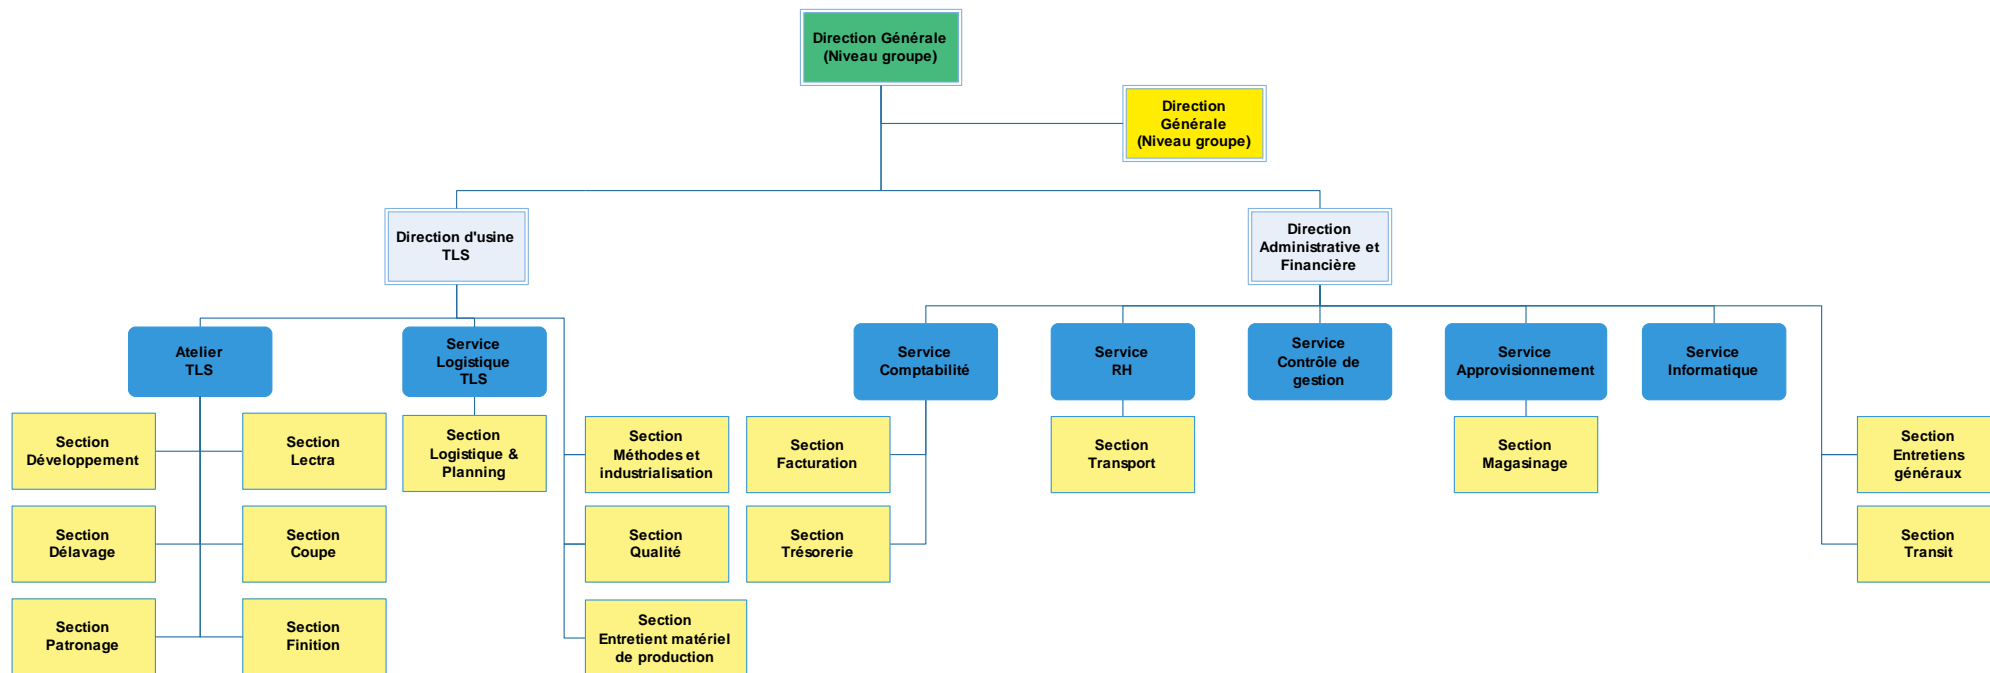 Direction Générale
(Niveau groupe)
Direction
Générale
(Niveau groupe)
Direction d'usine
TLS
Direction
Administrative et
Financière
Atelier
TLS
Service
Logistique
TLS
Service
Comptabilité
Service
RH
Service
Contrôle de
gestion
Service
Approvisionnement
Service
Informatique
Section
Développement
Section
Lectra
Section
Logistique &
Planning
Section
Méthodes et
industrialisation
Section
Facturation
Section
Transport
Section
Magasinage
Section
Entretiens
généraux
Section
Délavage
Section
Coupe
Section
Qualité
Section
Trésorerie
Section
Transit
Section
Patronage
Section
Finition
Section
Entretient matériel
de production